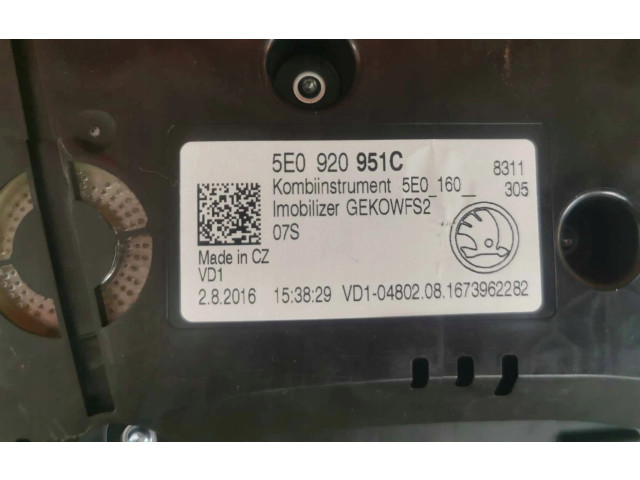 5E0 920 951C
Kombiinstrument 5E0_160__ 8311
Imobilizer GEKOWFS2 305
07S
Made in CZ
VD1
2.8.2016 15:38:29 VD1-04802.08.1673962282